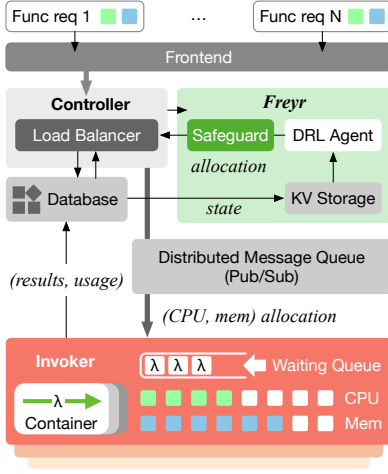 Func req 1
...
Func req N
Frontend
Controller
Freyr
Load Balancer
Safeguard
DRL Agent
allocation
Database
state
KV Storage
Distributed Message Queue
(Pub/Sub)
(results, usage)
(CPU, mem) allocation
Invoker
λ λ λ
Waiting Queue
λ
Container
CPU
Mem